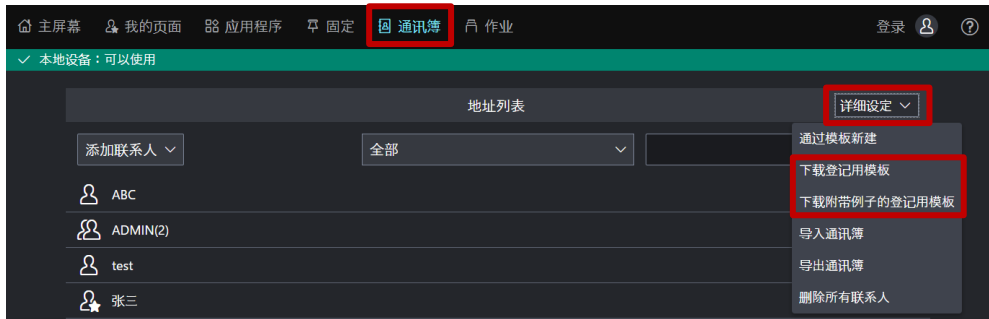 主屏幕 我的页面 应用程序 固定 通讯簿 作业 登录
本地设备：可以使用
地址列表 详细设定
添加联系人 全部
通过模板新建
下载登记用模板
下载附带例子的登记用模板
导入通讯簿
导出通讯簿
删除所有联系人
ABC
ADMIN(2)
test
张三